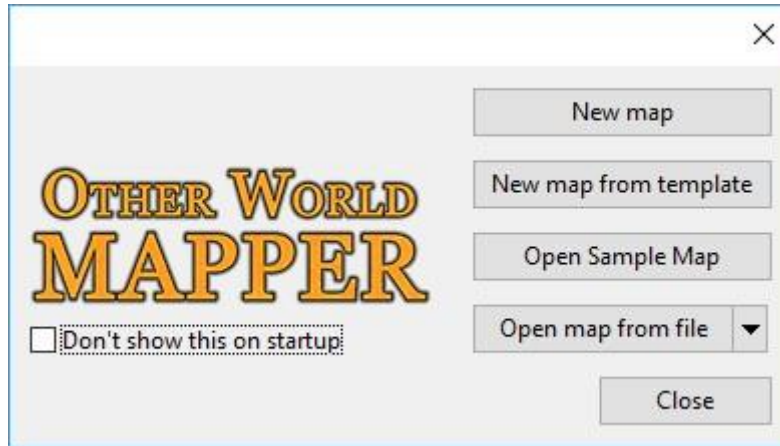 OTHER WORLD
MAPPER
Don't show this on startup
New map
New map from template
Open Sample Map
Open map from file
Close